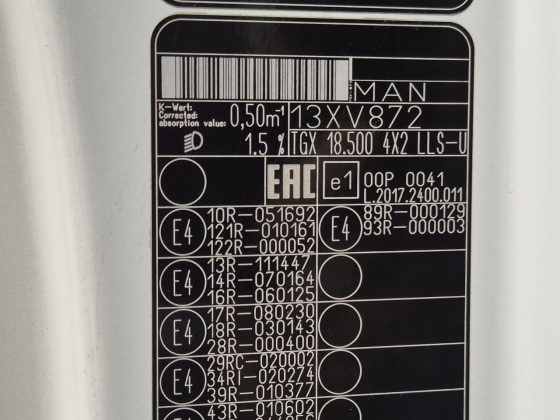 MAN
K-Wert:
Corrected
absorption value: 0,50m-1
13XV872
1.5 %
TGX 18.500 4X2 LLS-U
EAC
e1
00P 0041
L.2017.2400.011
E4
10R-051692
121R-010161
122R-000052
E4
89R-000129
93R-000003
E4
13R-111447
14R-070164
16R-060125
E4
17R-080230
18R-030143
28R-000400
E4
29RC-020002
34RI-020274
39R-010377
43R-010602